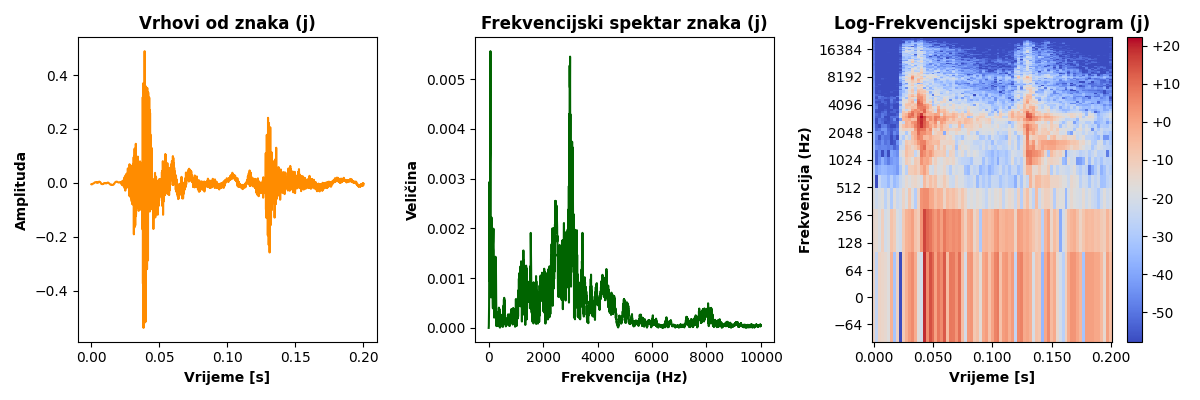 Vrhovi od znaka (j)
Amplituda
0.4
0.2
0.0
−0.2
−0.4
0.00 0.05 0.10 0.15 0.20
Vrijeme [s]
Frekvencijski spektar znaka (j)
Veličina
0.005
0.004
0.003
0.002
0.001
0.000
0 2000 4000 6000 8000 10000
Frekvencija (Hz)
Log-Frekvencijski spektrogram (j)
Frekvencija (Hz)
16384
8192
4096
2048
1024
512
256
128
64
0
−64
0.000 0.050 0.100 0.150 0.200
Vrijeme [s]
+20
+10
+0
-10
-20
-30
-40
-50